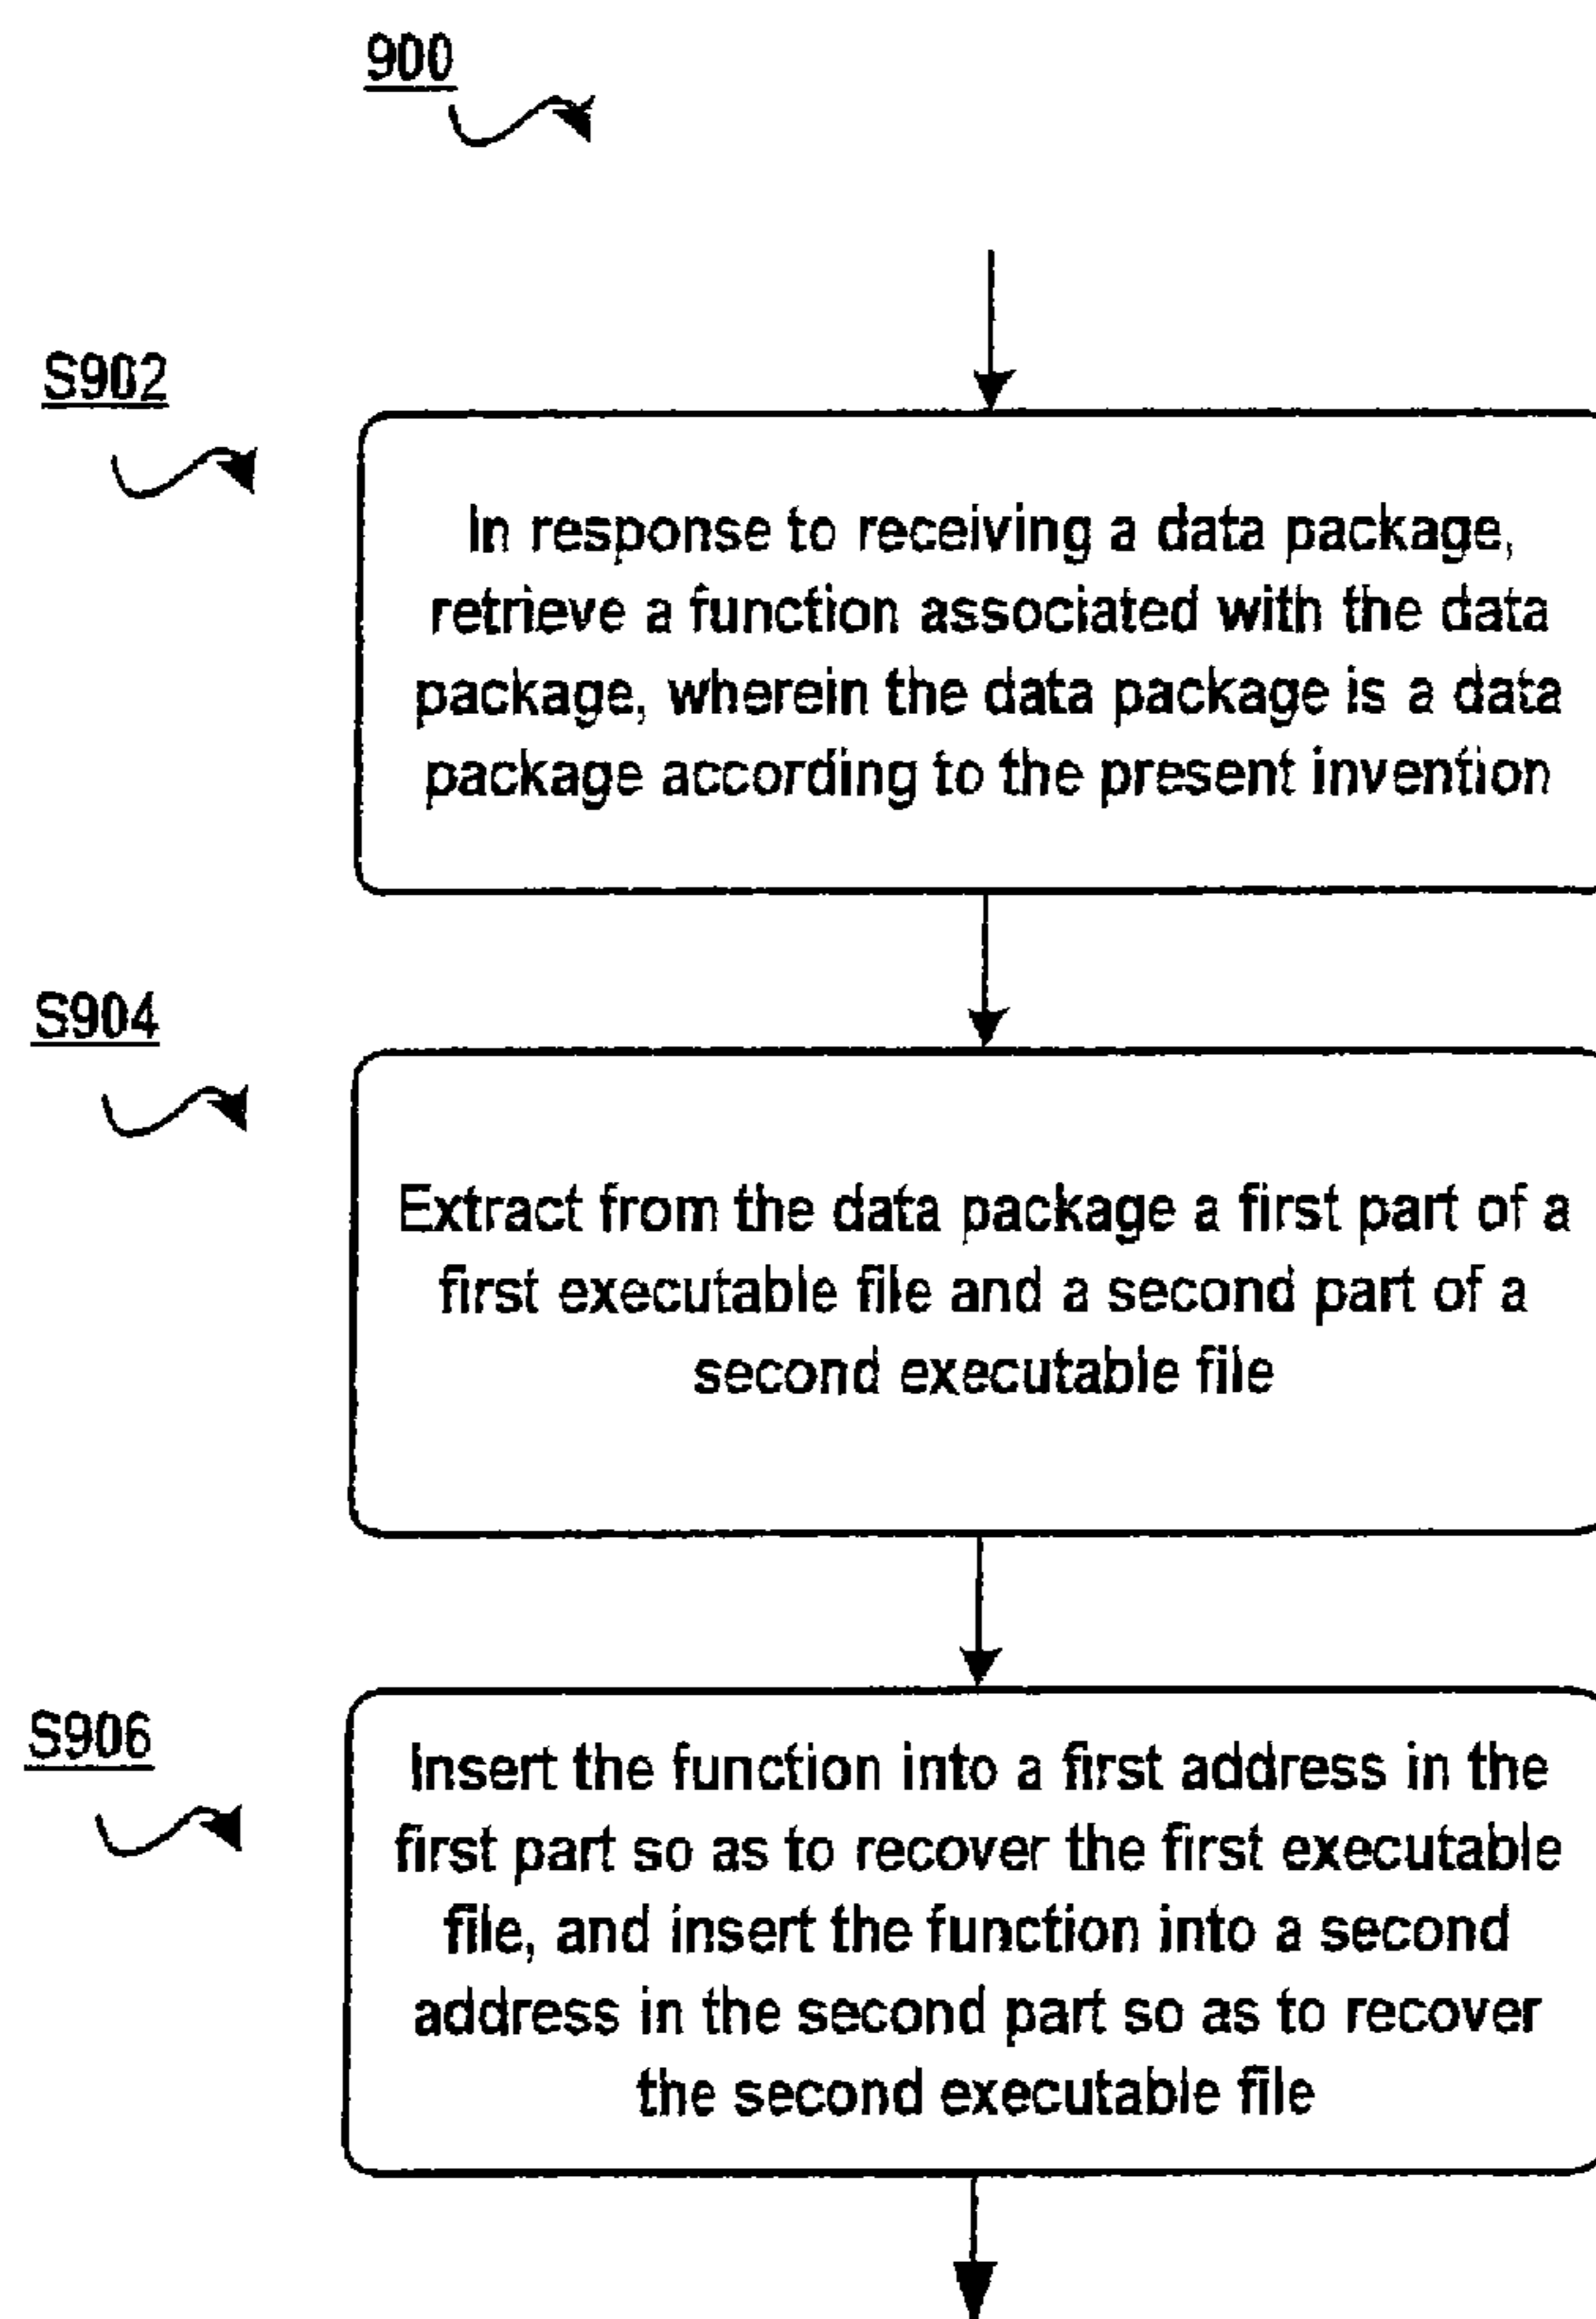 900
S902
In response to receiving a data package,
retrieve a function associated with the data
package, wherein the data package is a data
package according to the present invention
S904
Extract from the data package a first part of a
first executable file and a second part of a
second executable file
S906
Insert the function into a first address in the
first part so as to recover the first executable
file, and insert the function into a second
address in the second part so as to recover
the second executable file